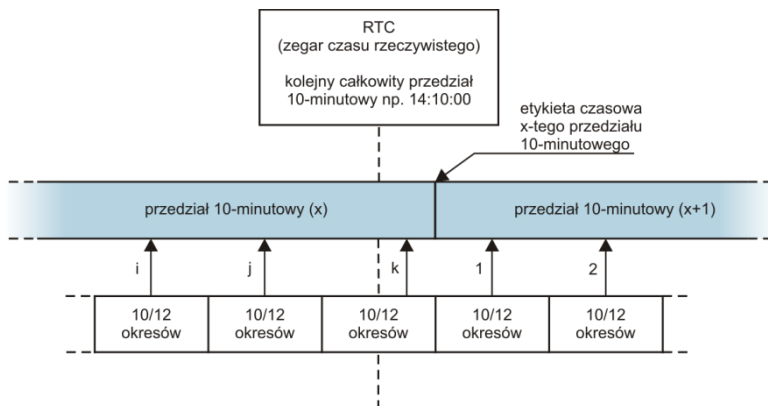 RTC
(zegar czasu rzeczywistego)
kolejny całkowity przedział
10-minutowy np. 14:10:00
etykieta czasowa
x-tego przedziału
10-minutowego
przedział 10-minutowy (x)
przedział 10-minutowy (x+1)
i
j
k
1
2
10/12
okresów
10/12
okresów
10/12
okresów
10/12
okresów
10/12
okresów